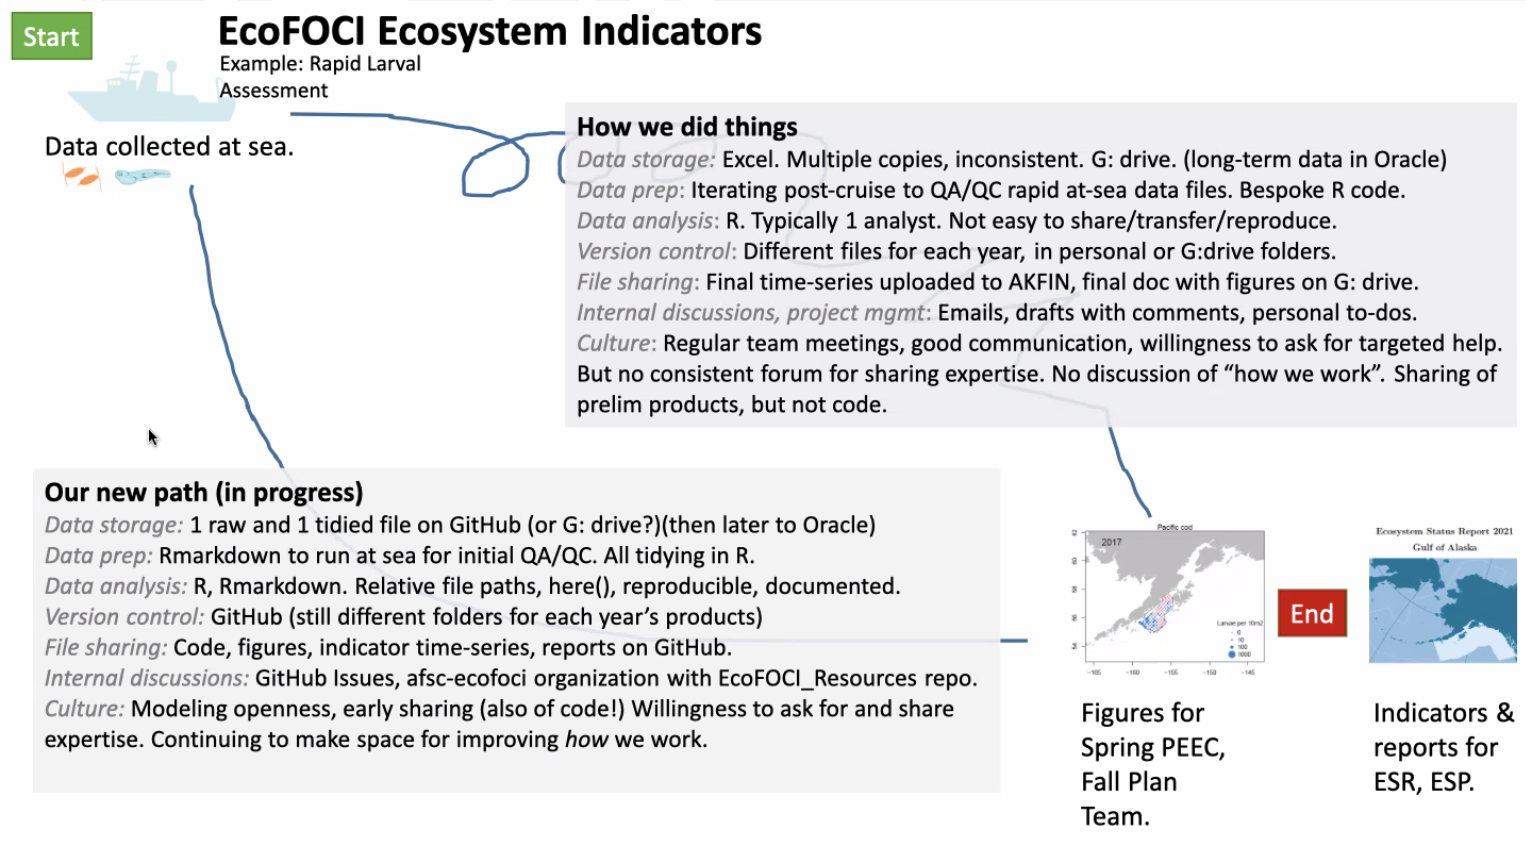 Start
EcoFOCI Ecosystem Indicators
Example: Rapid Larval
Assessment
Data collected at sea.
How we did things
Data storage: Excel. Multiple copies, inconsistent. G: drive. (long-term data in Oracle)
Data prep: Iterating post-cruise to QA/QC rapid at-sea data files. Bespoke R code.
Data analysis: R. Typically 1 analyst. Not easy to share/transfer/reproduce.
Version control: Different files for each year, in personal or G:drive folders.
File sharing: Final time-series uploaded to AKFIN, final doc with figures on G: drive.
Internal discussions, project mgmt: Emails, drafts with comments, personal to-dos.
Culture: Regular team meetings, good communication, willingness to ask for targeted help.
But no consistent forum for sharing expertise. No discussion of “how we work”. Sharing of
prelim products, but not code.
Our new path (in progress)
Data storage: 1 raw and 1 tidied file on GitHub (or G: drive?)(then later to Oracle)
Data prep: Rmarkdown to run at sea for initial QA/QC. All tidying in R.
Data analysis: R, Rmarkdown. Relative file paths, here(), reproducible, documented.
Version control: GitHub (still different folders for each year’s products)
File sharing: Code, figures, indicator time-series, reports on GitHub.
Internal discussions: GitHub Issues, afsc-ecofoci organization with EcoFOCI_Resources repo.
Culture: Modeling openness, early sharing (also of code!) Willingness to ask for and share
expertise. Continuing to make space for improving how we work.
Pacific cod
2017
62
60
58
56
54
Larvae per 10m2
0
10
100
1000
-165
-160
-155
-150
-145
Figures for
Spring PEEC,
Fall Plan
Team.
End
Ecosystem Status Report 2021
Gulf of Alaska
Indicators &
reports for
ESR, ESP.